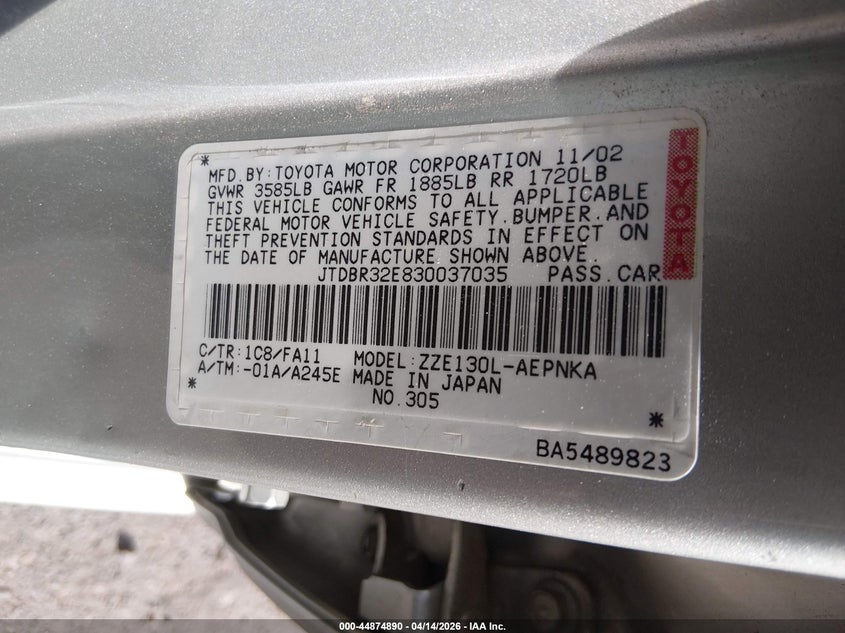 MFD.BY:TOYOTA MOTOR CORPORATION 11/02
GVWR 3585LB GAWR FR 1885LB RR 1720LB
THIS VEHICLE CONFORMS TO ALL APPLICABLE
FEDERAL MOTOR VEHICLE SAFETY.BUMPER.AND
THEFT PREVENTION STANDARDS IN EFFECT ON
THE DATE OF MANUFACTURE SHOWN ABOVE.
JTDBR32E830037035 PASS.CAR
TOYOTA
C/TR:1C8/FA11 MODEL:ZZE130L-AEPNKA
A/TM:-01A/A245E MADE IN JAPAN
NO.305
BA5489823
000-44874890 - 04/14/2026 - IAA Inc.